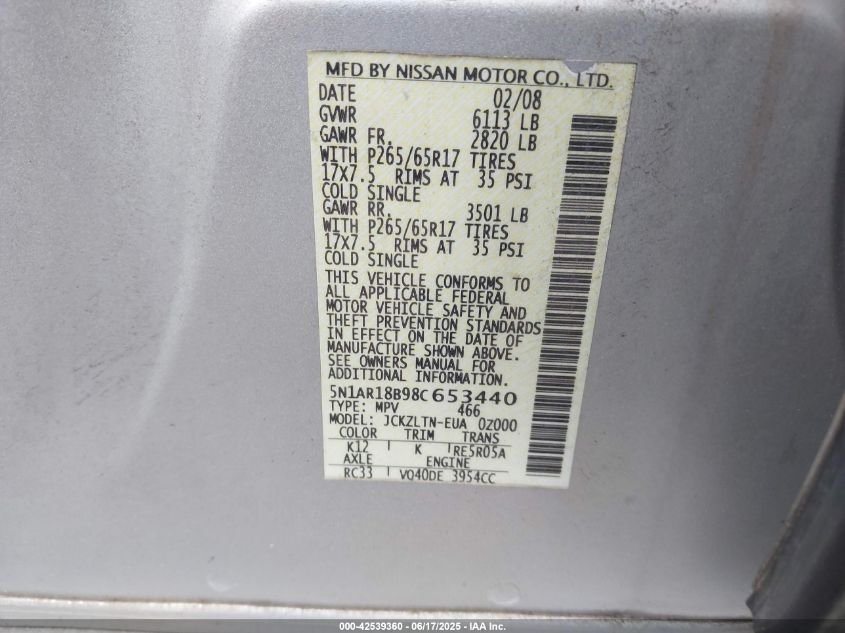 MFD BY NISSAN MOTOR CO., LTD.
DATE 02/08
GVWR 6113 LB
GAWR FR. 2820 LB
WITH P265/65R17 TIRES
17X7.5 RIMS AT 35 PSI
COLD SINGLE
GAWR RR. 3501 LB
WITH P265/65R17 TIRES
17X7.5 RIMS AT 35 PSI
COLD SINGLE
THIS VEHICLE CONFORMS TO
ALL APPLICABLE FEDERAL
MOTOR VEHICLE SAFETY AND
THEFT PREVENTION STANDARDS
IN EFFECT ON THE DATE OF
MANUFACTURE SHOWN ABOVE.
SEE OWNERS MANUAL FOR
ADDITIONAL INFORMATION.
5N1AR18B98C653440
TYPE: MPV 466
MODEL: JCKZLTN-EUA 0Z000
COLOR TRIM TRANS
K12 K RE5R05A
AXLE ENGINE
RC33 VQ40DE 3954CC
000-42539360 - 06/17/2025 - IAA Inc.